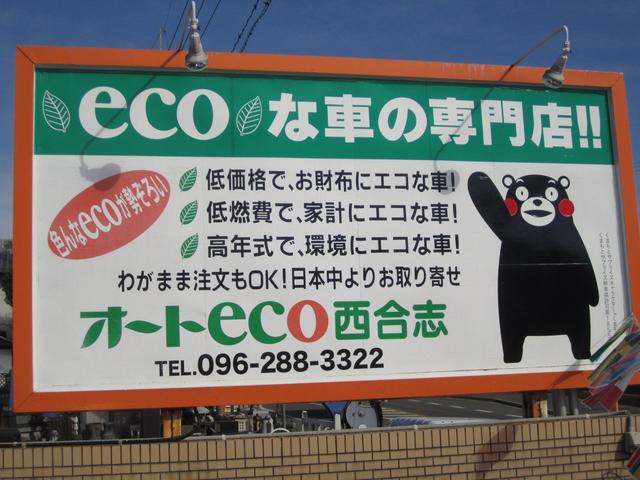 ecoな車の専門店!!
色んなecoが勢ぞろい
低価格で、お財布にエコな車!
低燃費で、家計にエコな車!
高年式で、環境にエコな車!
わがまま注文もOK!日本中よりお取り寄せ
オートeco西合志
TEL.096-288-3322